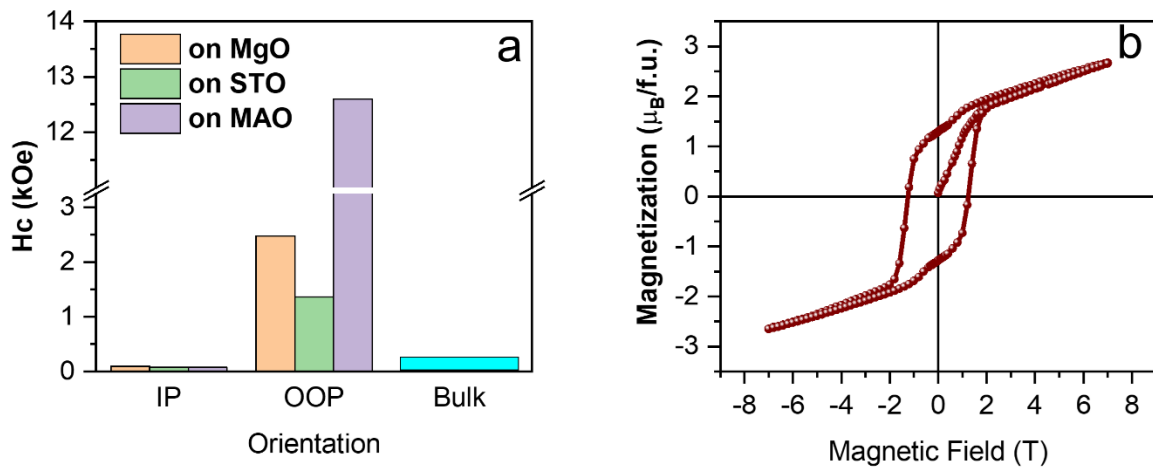 a
on MgO
on STO
on MAO
14
13
12
3
2
1
0
Hc (kOe)
IP OOP Bulk
Orientation
b
3
2
1
0
-1
-2
-3
Magnetization (μB/f.u.)
-8 -6 -4 -2 0 2 4 6 8
Magnetic Field (T)